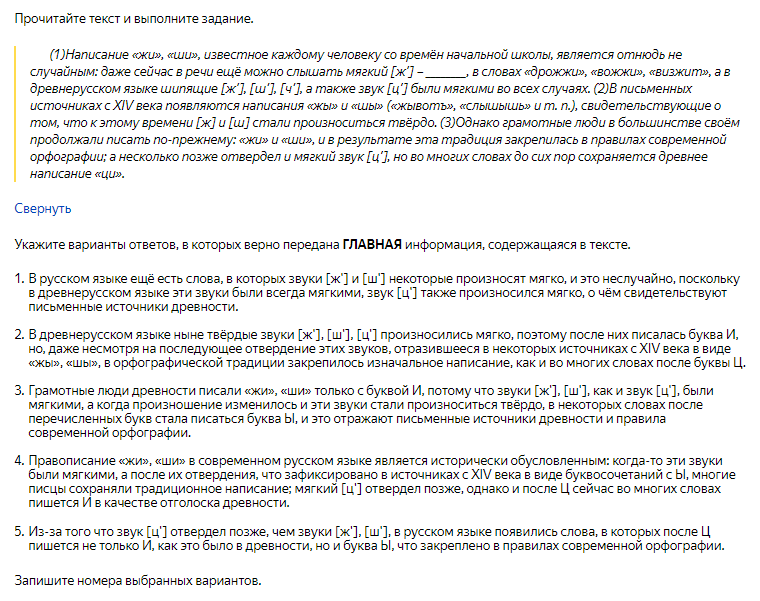 Прочитайте текст и выполните задание.
(1)Написание «жи», «ши», известное каждому человеку со времён начальной школы, является отнюдь не
случайным: даже сейчас в речи ещё можно слышать мягкий [ж’] – ______, в словах «дрожжи», «вожжи», «визжит», а в
древнерусском языке шипящие [ж’], [ш’], [ч’], а также звук [ц’] были мягкими во всех случаях. (2)В письменных
источниках с XIV века появляются написания «жы» и «шы» («жывотъ», «слышышь» и т. п.), свидетельствующие о
том, что к этому времени [ж] и [ш] стали произноситься твёрдо. (3)Однако грамотные люди в большинстве своём
продолжали писать по-прежнему: «жи» и «ши», и в результате эта традиция закрепилась в правилах современной
орфографии; а несколько позже отвердел и мягкий звук [ц’], но во многих словах до сих пор сохраняется древнее
написание «ци».
Свернуть
Укажите варианты ответов, в которых верно передана ГЛАВНАЯ информация, содержащаяся в тексте.
1. В русском языке ещё есть слова, в которых звуки [ж'] и [ш'] некоторые произносят мягко, и это неслучайно, поскольку
в древнерусском языке эти звуки были всегда мягкими, звук [ц'] также произносился мягко, о чём свидетельствуют
письменные источники древности.
2. В древнерусском языке ныне твёрдые звуки [ж'], [ш'], [ц'] произносились мягко, поэтому после них писалась буква И,
но, даже несмотря на последующее отвердение этих звуков, отразившееся в некоторых источниках с XIV века в виде
«жы», «шы», в орфографической традиции закрепилось изначальное написание, как и во многих словах после буквы Ц.
3. Грамотные люди древности писали «жи», «ши» только с буквой И, потому что звуки [ж'], [ш'], как и звук [ц'], были
мягкими, а когда произношение изменилось и эти звуки стали произноситься твёрдо, в некоторых словах после
перечисленных букв стала писаться буква Ы, и это отражают письменные источники древности и правила
современной орфографии.
4. Правописание «жи», «ши» в современном русском языке является исторически обусловленным: когда-то эти звуки
были мягкими, а после их отвердения, что зафиксировано в источниках с XIV века в виде буквосочетаний с Ы, многие
писцы сохраняли традиционное написание; мягкий [ц'] отвердел позже, однако и после Ц сейчас во многих словах
пишется И в качестве отголоска древности.
5. Из-за того что звук [ц'] отвердел позже, чем звуки [ж'], [ш'], в русском языке появились слова, в которых после Ц
пишется не только И, как это было в древности, но и буква Ы, что закреплено в правилах современной орфографии.
Запишите номера выбранных вариантов.